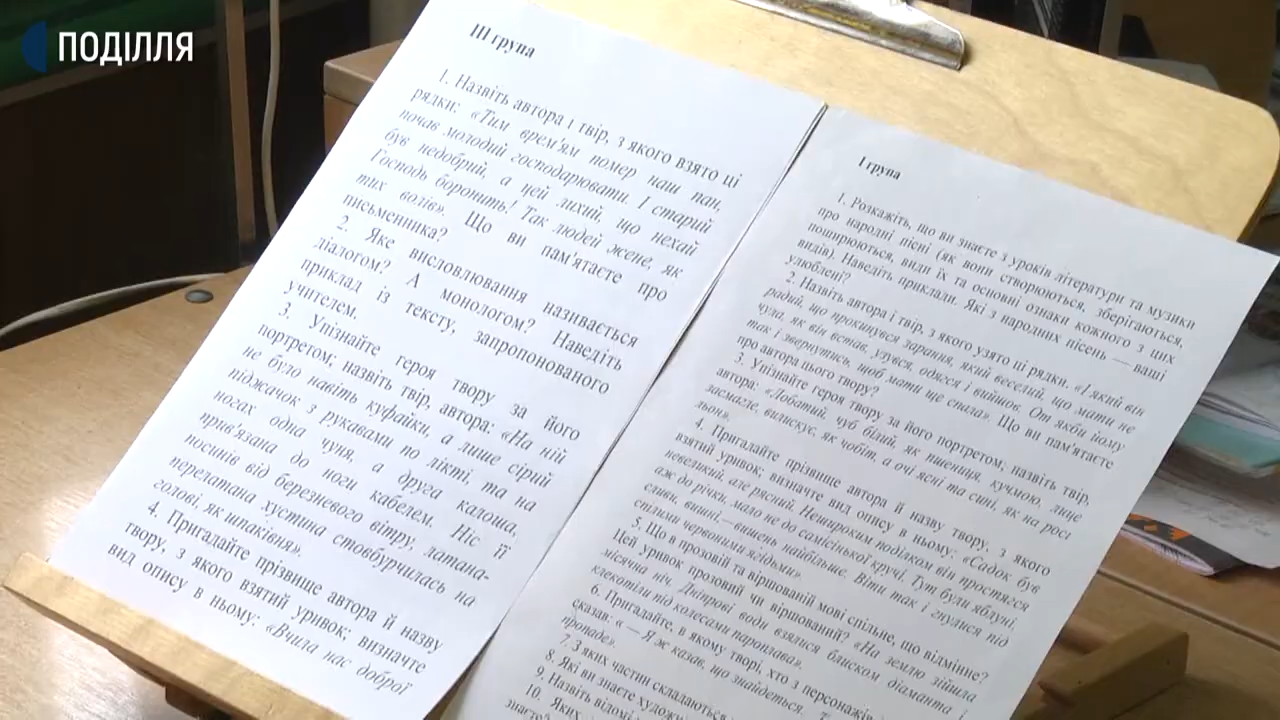 ПОДІЛЛЯ
ІІІ група
1. Назвіть автора і твір, з якого взято ці
рядки: «Тим врем'ям помер наш пан,
почав молодий господарювати. І старий
був недобрий, а цей лихий, що нехай
Господь боронить! Так людей жене, як
тих волів». Що ви пам'ятаєте про
письменника?
2. Яке висловлювання називається
діалогом? А монологом? Наведіть
приклад із тексту, запропонованого
учителем.
3. Упізнайте героя твору за його
портретом; назвіть твір, автора: «На ній
не було навіть куфайки, а лише сірий
піджачок з рукавами по лікті, та на
ногах одна чуня, а друга калоша,
прив'язана до ноги кабелем. Ніс її
посинів від березневого вітру, латана-
перелатана хустина стовбурчилась на
голові, як шпаківня».
4. Пригадайте прізвище автора й назву
твору, з якого взятий уривок; визначте
вид опису в ньому: «Вчила нас доброї
І група
1. Розкажіть, що ви знаєте з уроків літератури та музики
про народні пісні (як вони створюються, зберігаються,
поширюються, види їх та основні ознаки кожного з цих
видів). Наведіть приклади. Які з народних пісень — ваші
улюблені?
2. Назвіть автора і твір, з якого узято ці рядки. «І який він
радий, що прокинувся зарання, який веселий, що мати не
чула, як він встав, узувся, одягся і вийшов. От якби йому
так і звернутись, щоб мати ще спала». Що ви пам'ятаєте
про автора цього твору?
3. Упізнайте героя твору за його портретом, назвіть твір,
автора: «Лобатий, чуб білий, як пшениця, кучмою, лице
засмагле, вилискує, як чобіт, а очі ясні та сині, як на росі
льон».
4. Пригадайте прізвище автора й назву твору, з якого
взятий уривок; визначте вид опису в ньому: «Садок був
невеликий, але рясний. Нешироким поділком він простягся
аж до річки, мало не до самісінької кручі. Тут були яблуні,
сливи, вишні,— вишень найбільше. Віти так і гнулися під
спілими червоними ягідьми».
5. Що в прозовій та віршованій мові спільне, що відмінне?
Цей уривок прозовий чи віршований? «На землю зійшла
місячна ніч. Дніпрові води взялися блиском діаманта і
клекотіли під колесами пароплава».
6. Пригадайте, в якому творі, хто з персонажів
сказав: « — Я ж казав, що знайдеться.
пропаде».
7. З яких частин складаються
8. Які ви знаєте художні
9. Назвіть відомі
10. Яких
знаєте?